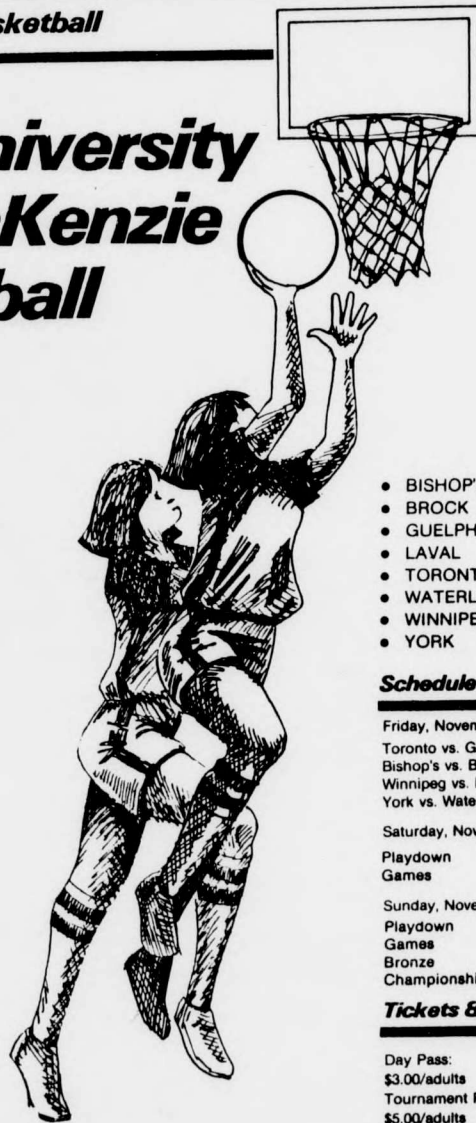 sketball
niversity
cKenzie
ball
• BISHOP'
• BROCK
• GUELPH
• LAVAL
• TORONT
• WATERL
• WINNIPE
• YORK
Schedule
Friday, Novem
Toronto vs. G
Bishop's vs. B
Winnipeg vs.
York vs. Wate
Saturday, Nov
Playdown
Games
Sunday, Nove
Playdown
Games
Bronze
Championshi
Tickets &
Day Pass:
$3.00/adults
Tournament
$5.00/adults